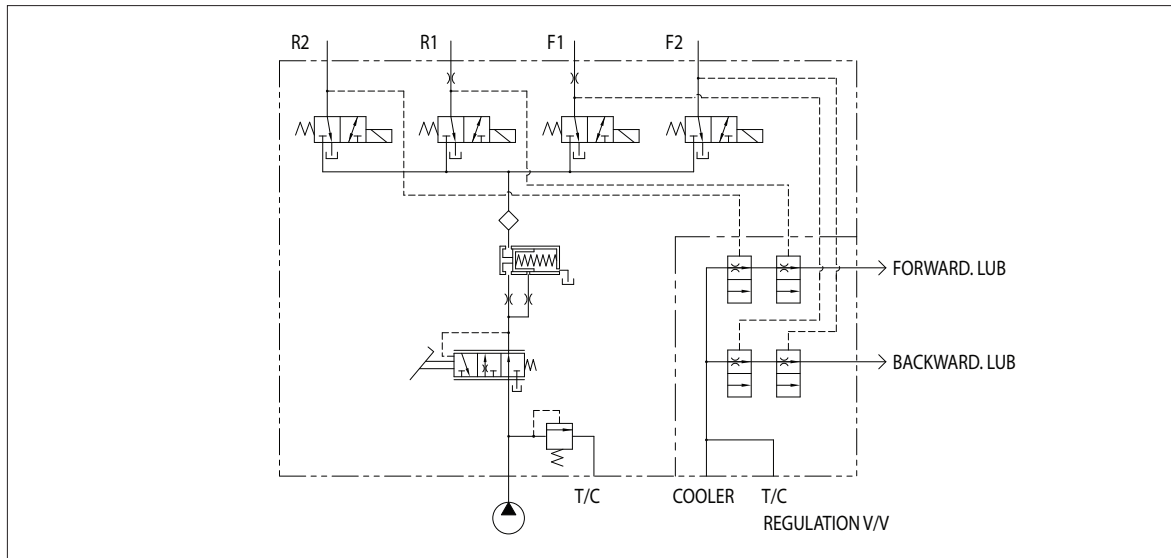 R2 R1 F1 F2
FORWARD. LUB
BACKWARD. LUB
T/C COOLER T/C
REGULATION V/V